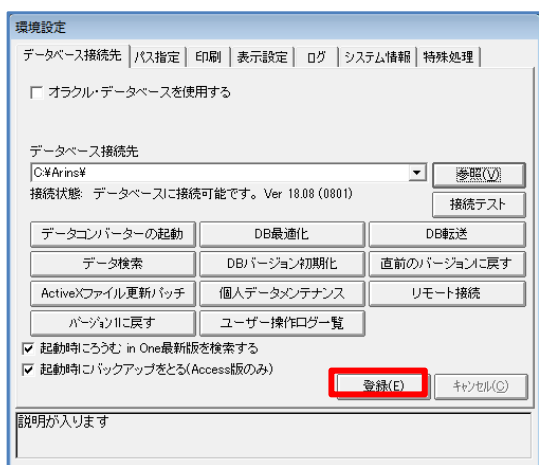 環境設定
データベース接続先 パス指定 印刷 表示設定 ログ システム情報 特殊処理
オラクル・データベースを使用する
データベース接続先
C:¥Arins¥ 参照(V)
接続状態: データベースに接続可能です。 Ver 18.08 (0801)
接続テスト
データコンバーターの起動 DB最適化 DB転送
データ検索 DBバージョン初期化 直前のバージョンに戻す
ActiveXファイル更新パッチ 個人データメンテナンス リモート接続
バージョン1に戻す ユーザー操作ログ一覧
起動時にろうむ in One最新版を検索する
起動時にバックアップをとる(Access版のみ)
登録(E) キャンセル(C)
説明が入ります